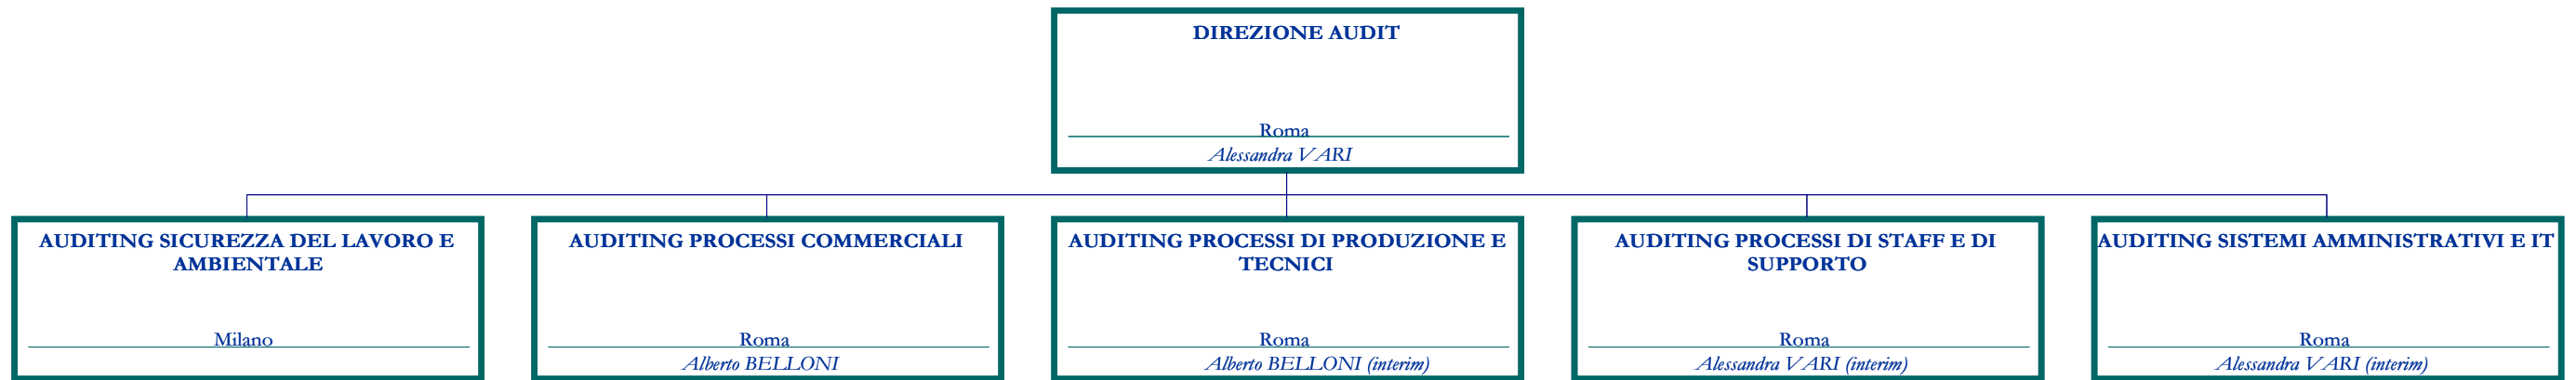 DIREZIONE AUDIT
Roma
Alessandra VARI
AUDITING SICUREZZA DEL LAVORO E
AMBIENTALE
Milano
AUDITING PROCESSI COMMERCIALI
Roma
Alberto BELLONI
AUDITING PROCESSI DI PRODUZIONE E
TECNICI
Roma
Alberto BELLONI (interim)
AUDITING PROCESSI DI STAFF E DI
SUPPORTO
Roma
Alessandra VARI (interim)
AUDITING SISTEMI AMMINISTRATIVI E IT
Roma
Alessandra VARI (interim)